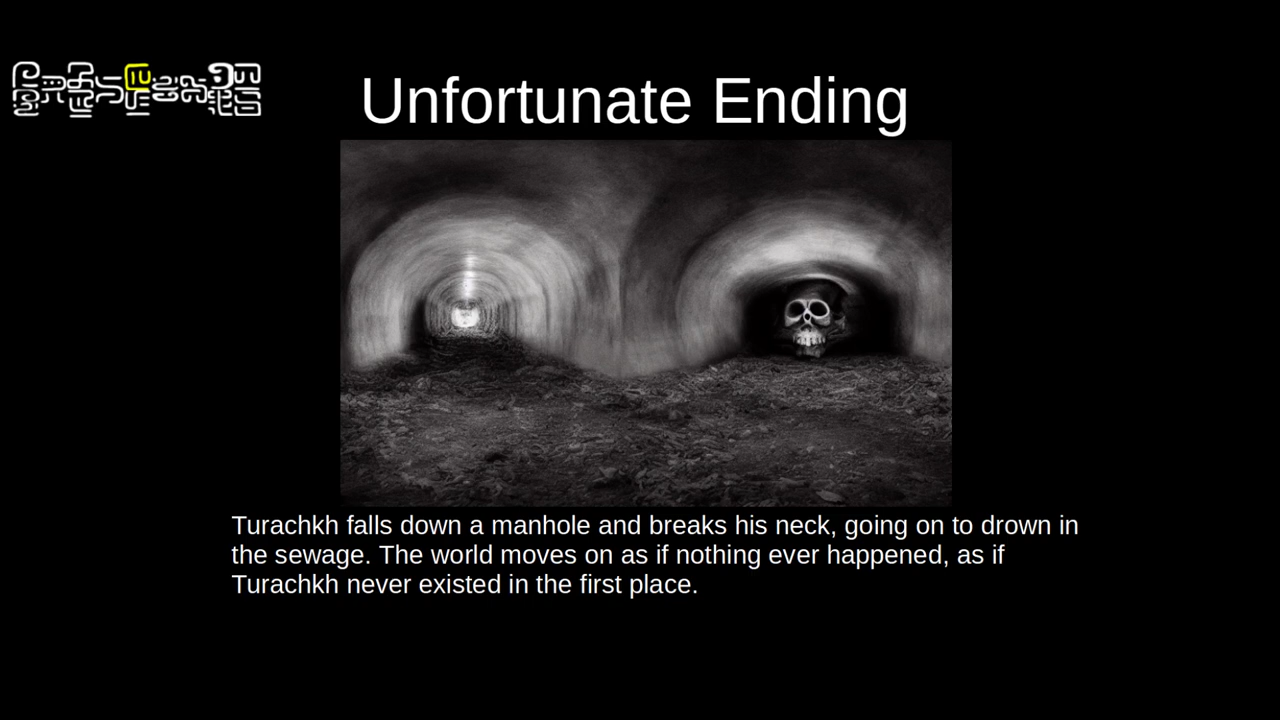 Unfortunate Ending
Turachkh falls down a manhole and breaks his neck, going on to drown in
the sewage. The world moves on as if nothing ever happened, as if
Turachkh never existed in the first place.